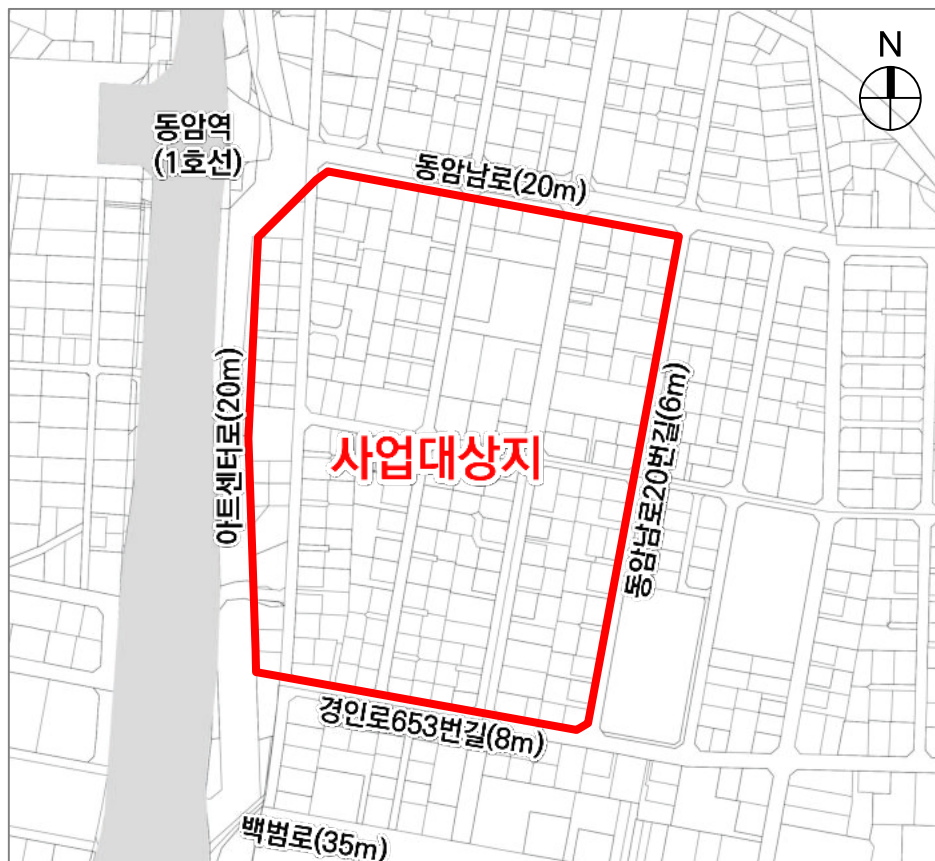 N
동암역
(1호선)
동암남로(20m)
아트센터로(20m)
사업대상지
동암남로20번길(6m)
경인로653번길(8m)
백범로(35m)